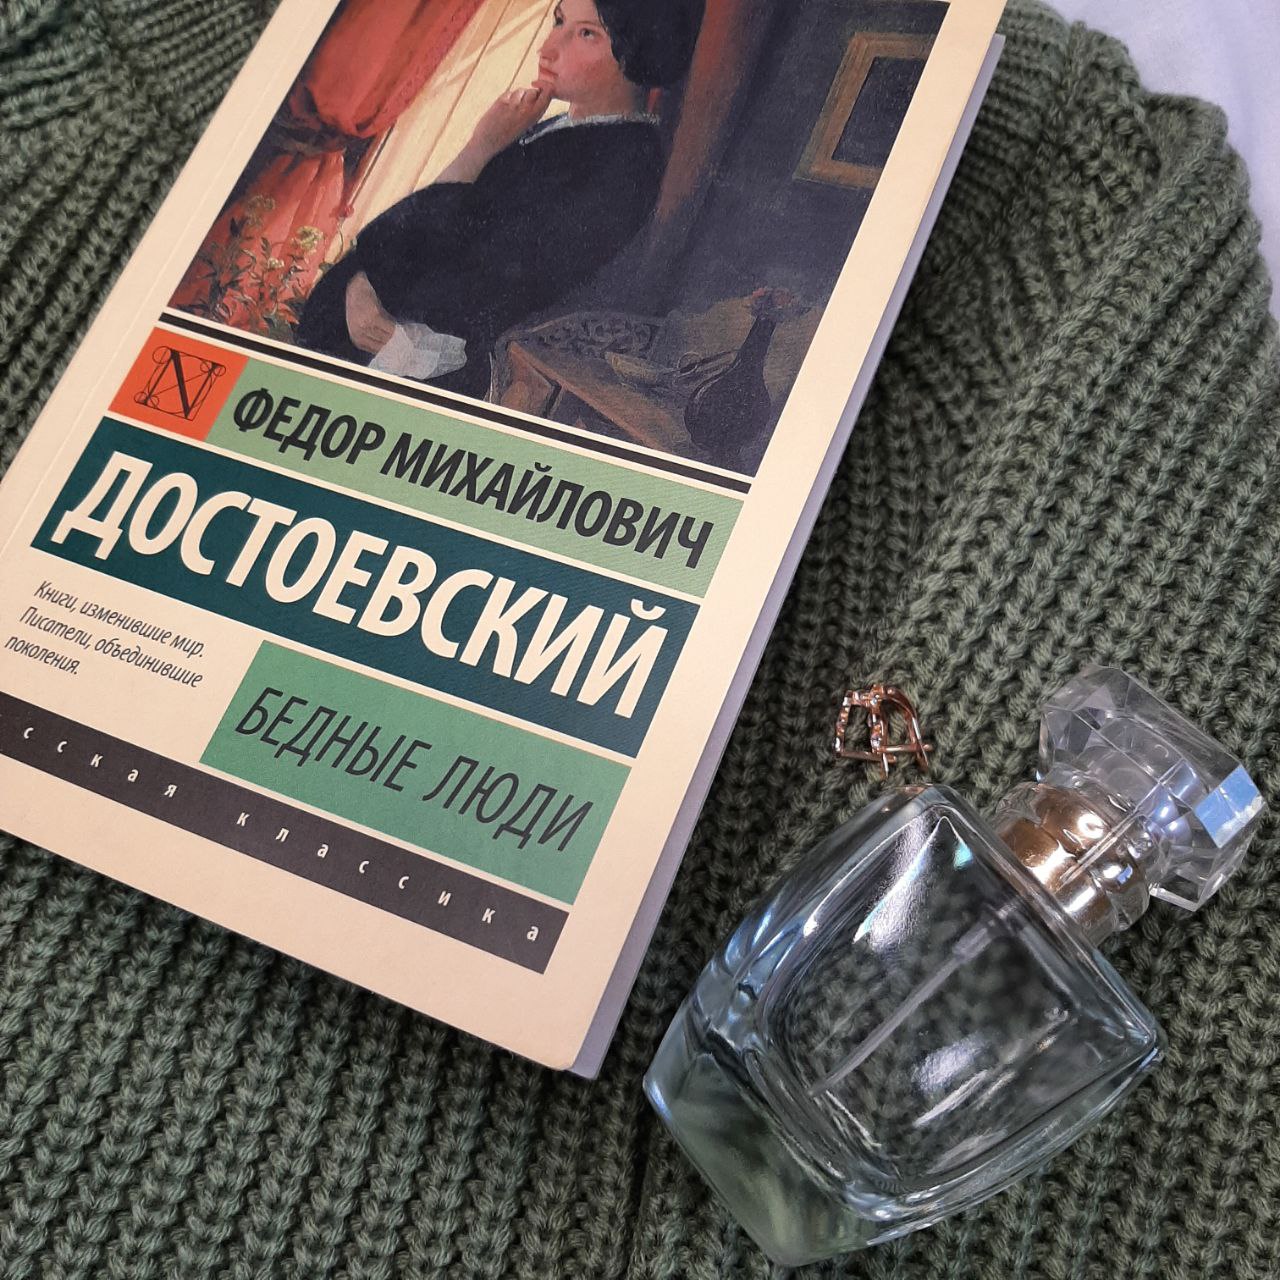 N
ФЕДОР МИХАЙЛОВИЧ
ДОСТОЕВСКИЙ
Книги, изменившие мир.
Писатели, объединившие
поколения.
БЕДНЫЕ ЛЮДИ
сская классика